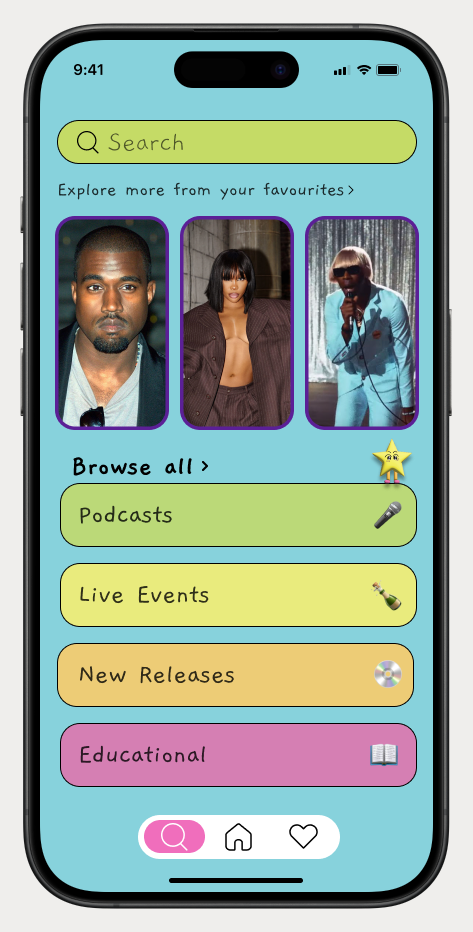 9:41
Search
Explore more from your favourites>
Browse all >
Podcasts
Live Events
New Releases
Educational